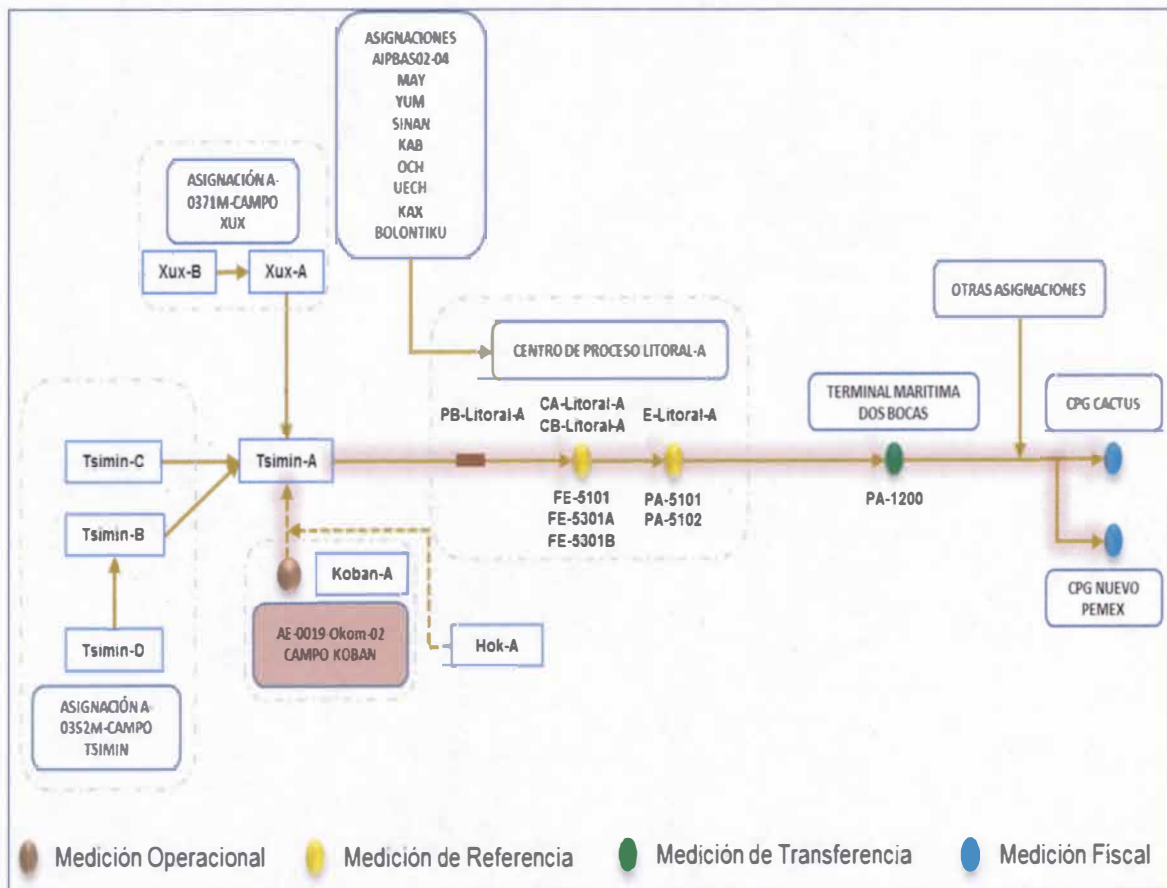 ASIGNACIONES
AIPBAS02-04
MAY
YUM
SINAN
KAB
OCH
UECH
KAX
BOLONTIKU
ASIGNACIÓN A-
0371M-CAMPO
XUX
Xux-B
Xux-A
OTRAS ASIGNACIONES
CENTRO DE PROCESO LITORAL-A
PB-Litoral-A
CA-Litoral-A
CB-Litoral-A
E-Litoral-A
TERMINAL MARITIMA
DOS BOCAS
CPG CACTUS
Tsimin-C
Tsimin-A
Tsimin-B
FE-5101
FE-5301A
FE-5301B
PA-5101
PA-5102
PA-1200
Koban-A
CPG NUEVO
PEMEX
AE-0019-Okom-02
CAMPO KOBAN
Tsimin-D
Hok-A
ASIGNACIÓN A-
0352M-CAMPO
TSIMIN
Medición Operacional
Medición de Referencia
Medición de Transferencia
Medición Fiscal